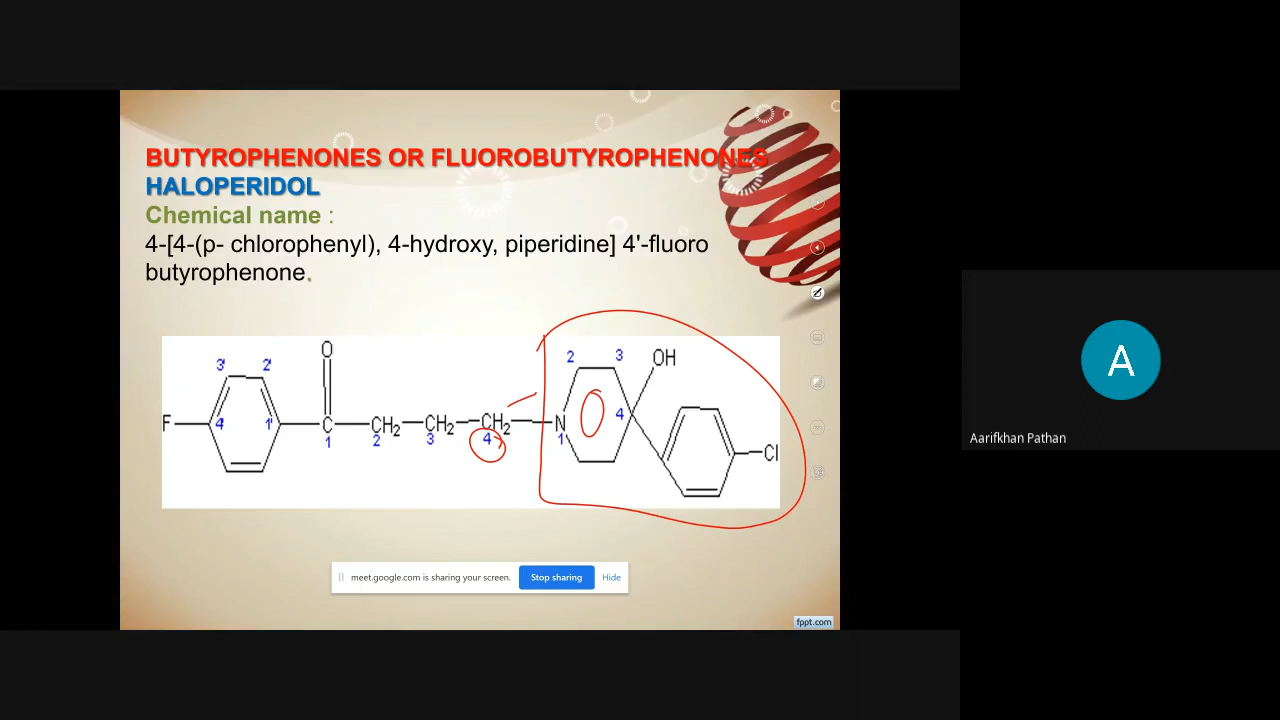 BUTYROPHENONES OR FLUOROBUTYROPHENONES
HALOPERIDOL
Chemical name :
4-[4-(p- chlorophenyl), 4-hydroxy, piperidine] 4'-fluoro
butyrophenone.
O
3' 2'
2 3 OH
F 4' 1' C CH2 CH2 CH2 N 4
1 2 3 4 1 Cl
meet.google.com is sharing your screen. Stop sharing Hide
fppt.com
A
Aarifkhan Pathan